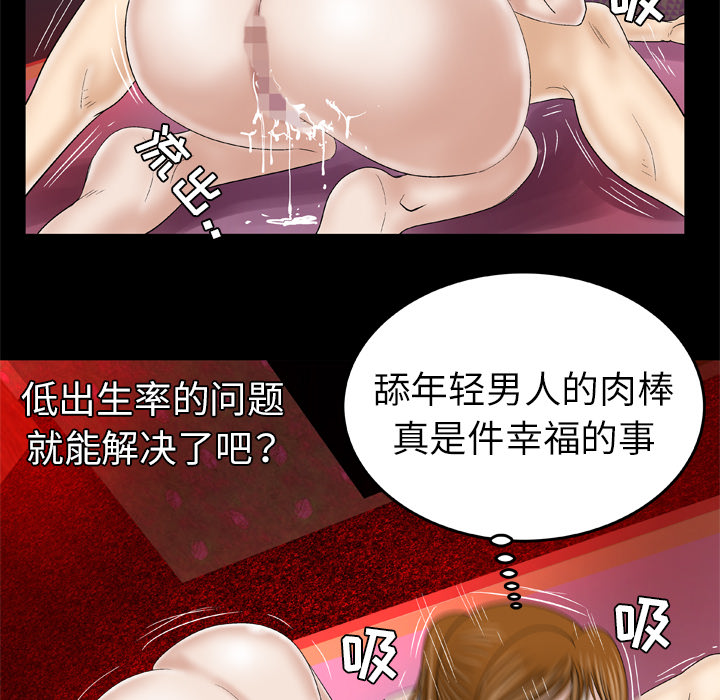 吸
流出..
低出生率的问题
就能解决了吧?
舔年轻男人的肉棒
真是件幸福的事
吸
吸